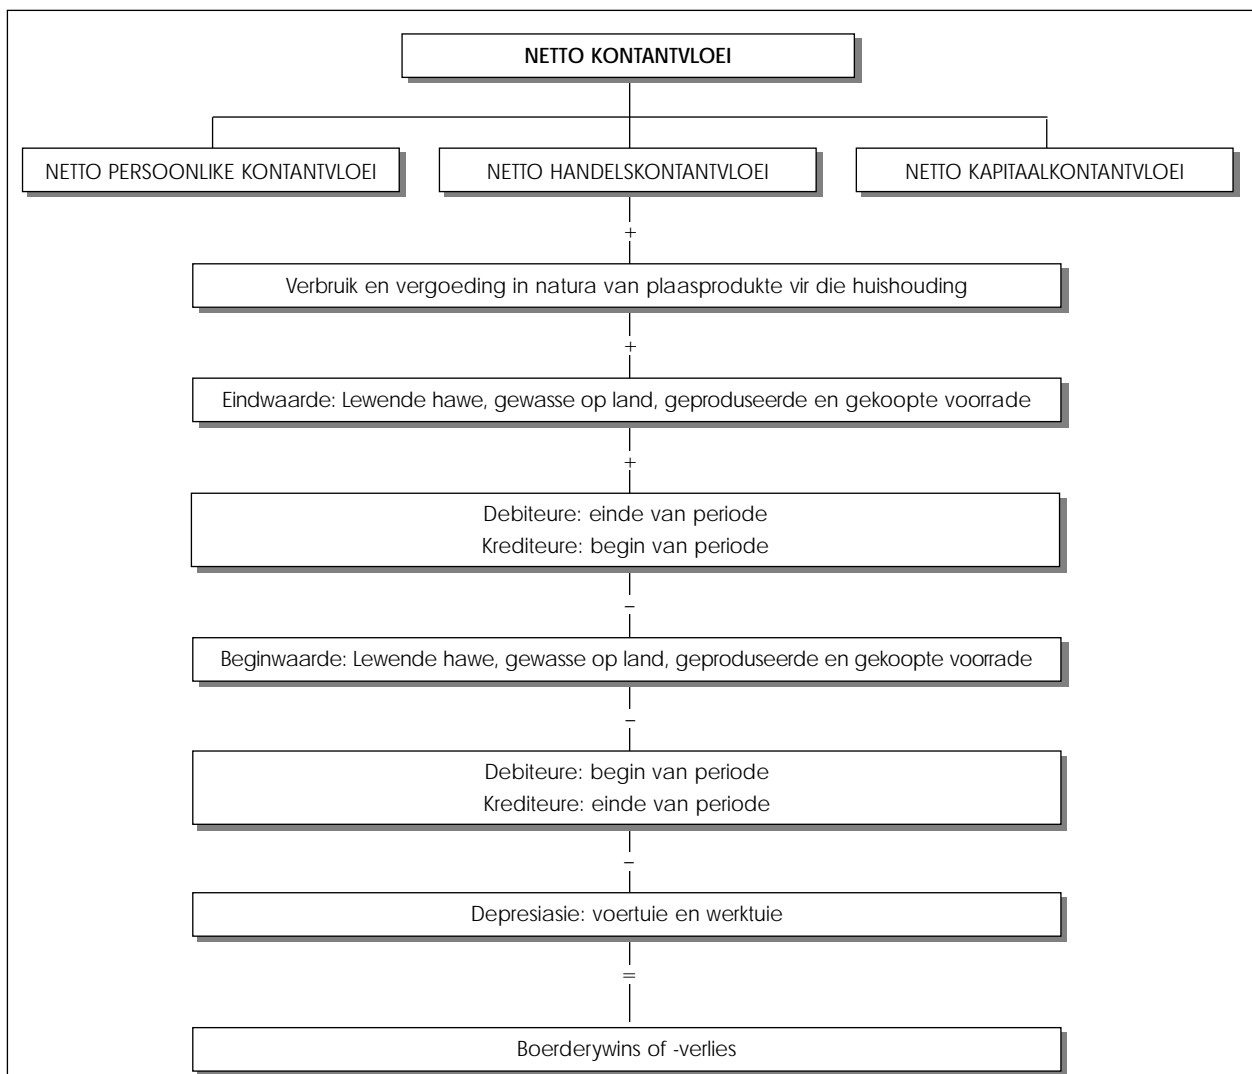 NETTO KONTANTVLOEI
NETTO PERSOONLIKE KONTANTVLOEI
NETTO HANDELSKONTANTVLOEI
NETTO KAPITAALKONTANTVLOEI
+
Verbruik en vergoeding in natura van plaasprodukte vir die huishouding
+
Eindwaarde: Lewende hawe, gewasse op land, geproduseerde en gekoopte voorrade
+
Debiteure: einde van periode
Krediteure: begin van periode
–
Beginwaarde: Lewende hawe, gewasse op land, geproduseerde en gekoopte voorrade
–
Debiteure: begin van periode
Krediteure: einde van periode
–
Depresiasie: voertuie en werktuie
=
Boerderywins of -verlies